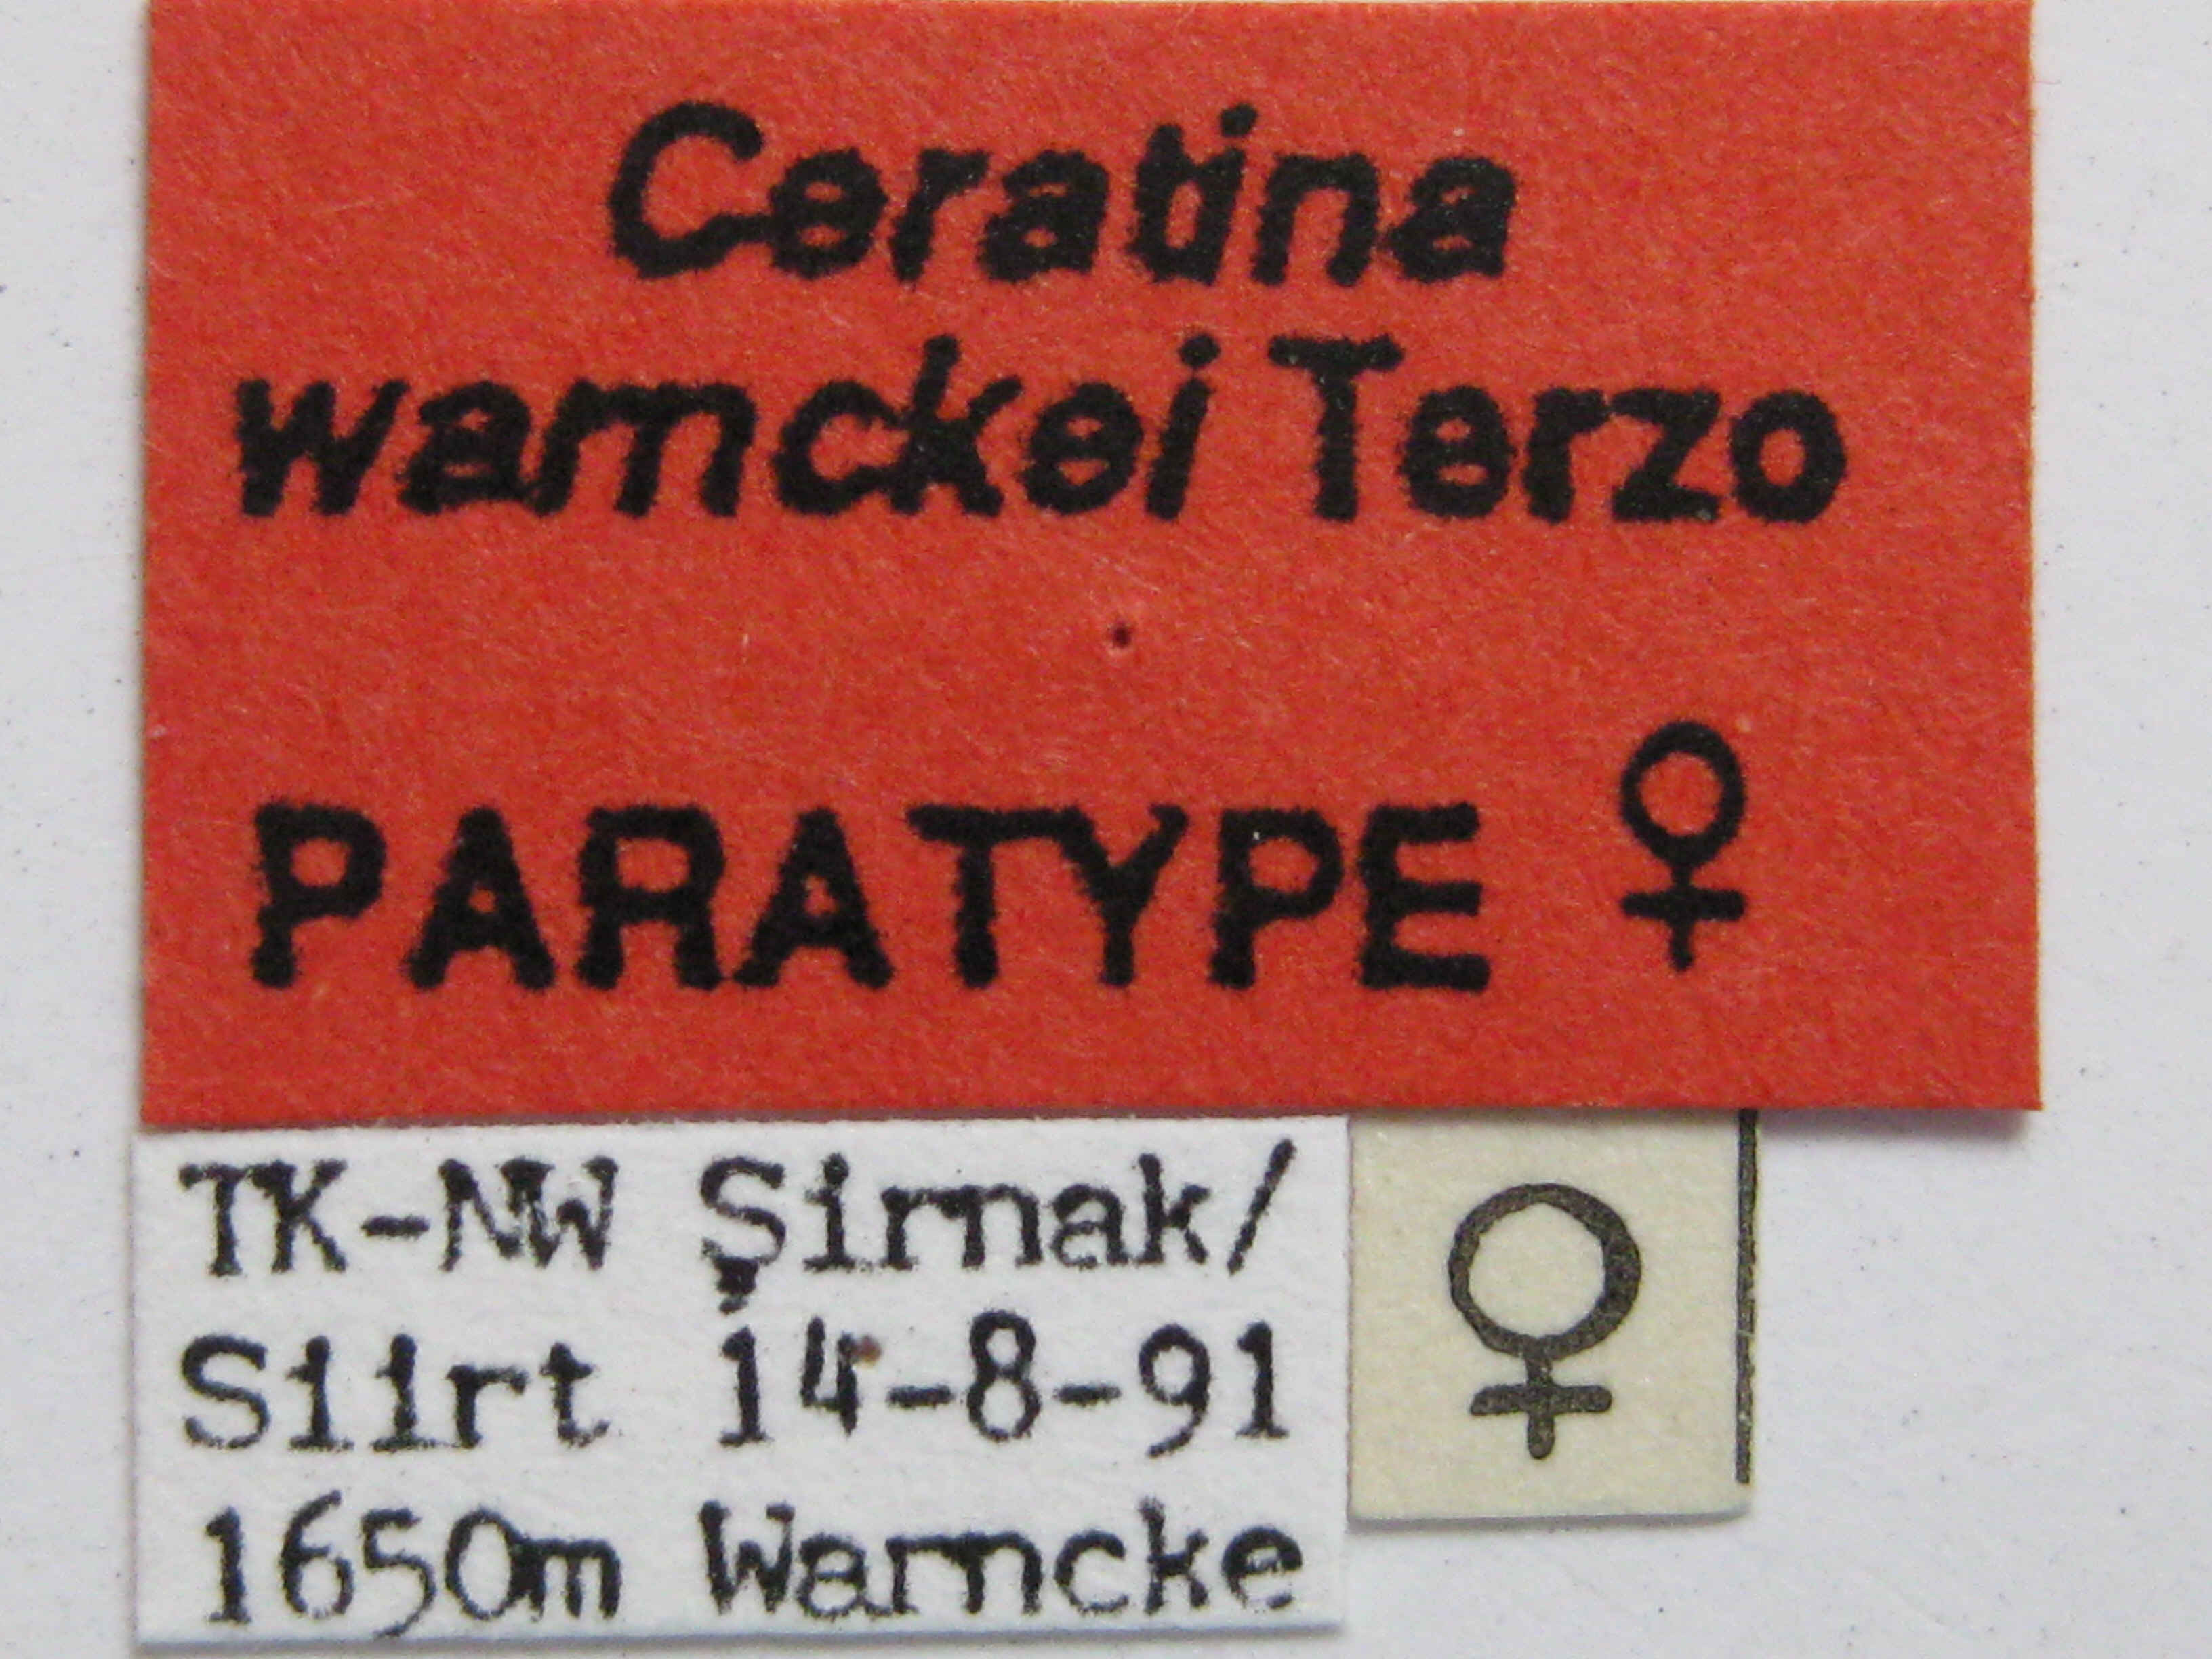 Ceratina
warnckei Terzo
PARATYPE ♀
TK-NW Şirnak/
Siirt 14-8-91
1650m Warncke
♀